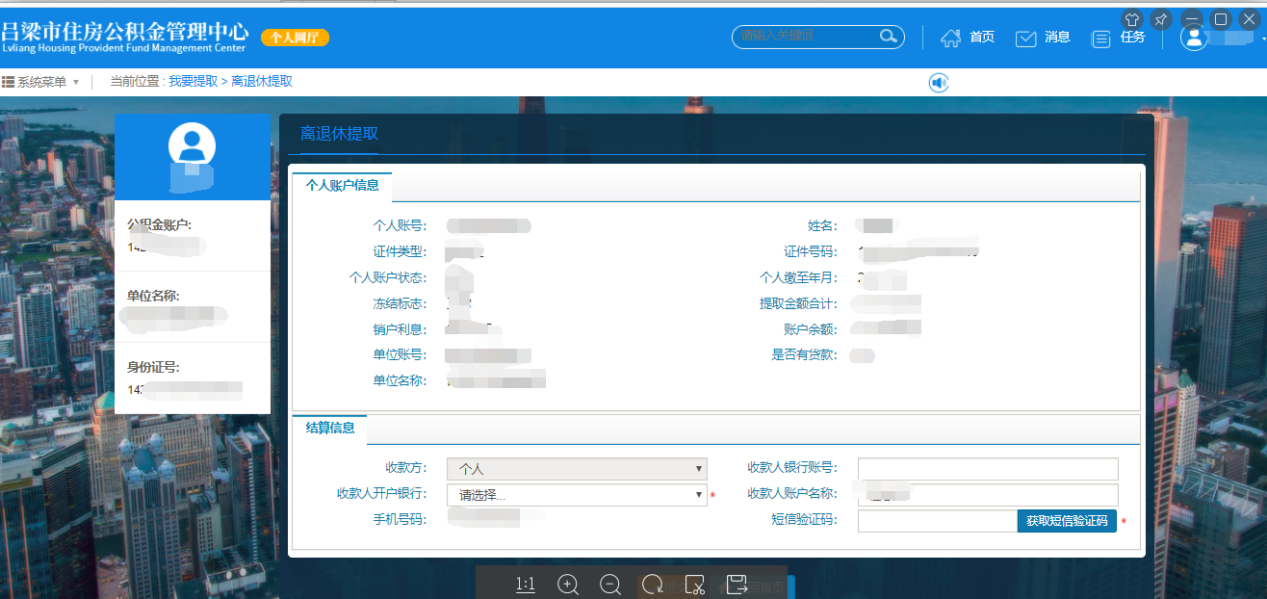 吕梁市住房公积金管理中心
Lvliang Housing Provident Fund Management Center
个人网厅
请输入关键词
首页
消息
任务
系统菜单
当前位置：我要提取 > 离退休提取
公积金账户:
14
单位名称:
身份证号:
14
离退休提取
个人账户信息
个人账号:
姓名:
证件类型:
证件号码:
个人账户状态:
个人缴至年月:
冻结标志:
提取金额合计:
销户利息:
账户余额:
单位账号:
是否有贷款:
单位名称:
结算信息
收款方: 个人
收款人银行账号:
收款人开户银行: 请选择... *
收款人账户名称:
手机号码:
短信验证码: 获取短信验证码 *
1:1